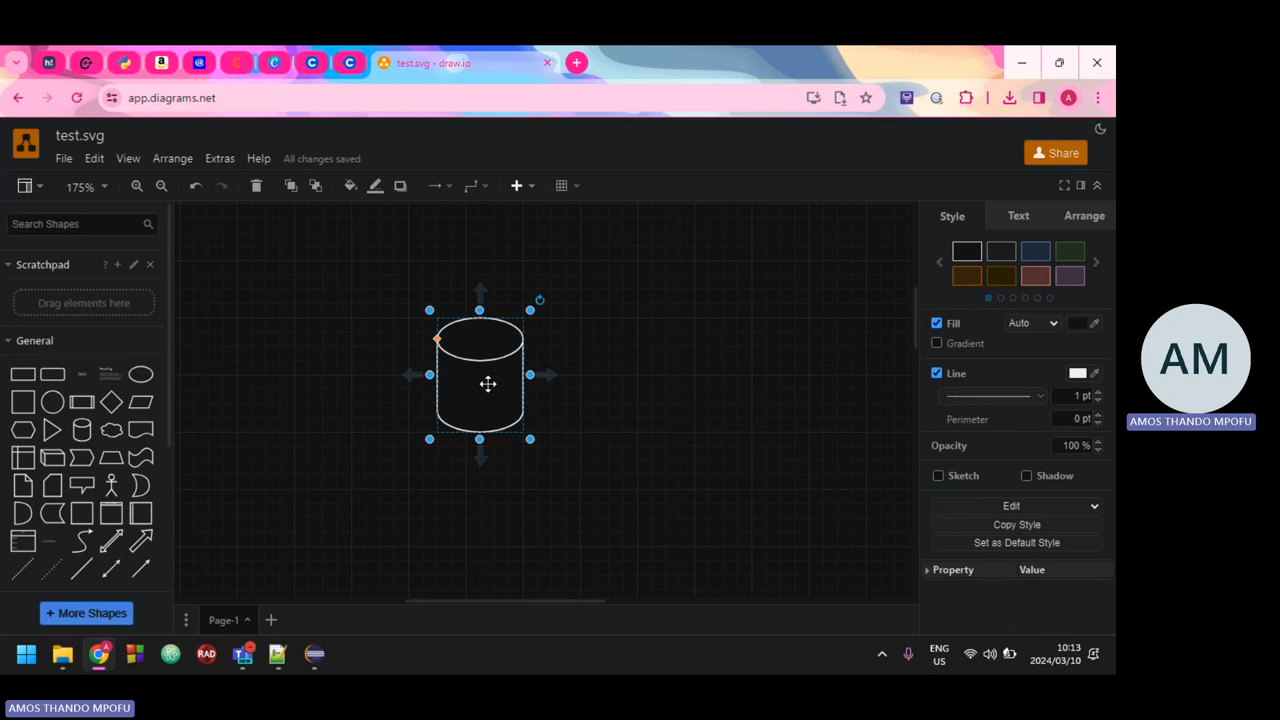 test.svg - draw.io
app.diagrams.net
A
test.svg
File Edit View Arrange Extras Help All changes saved
Share
175%
Search Shapes
Style Text Arrange
Scratchpad ?
Drag elements here
Fill Auto
General
Gradient
Line
1 pt
Perimeter 0 pt
Opacity 100 %
Sketch Shadow
Edit
Copy Style
Set as Default Style
Property Value
+ More Shapes
Page-1
RAD
ENG
US
10:13
2024/03/10
AM
AMOS THANDO MPOFU
AMOS THANDO MPOFU